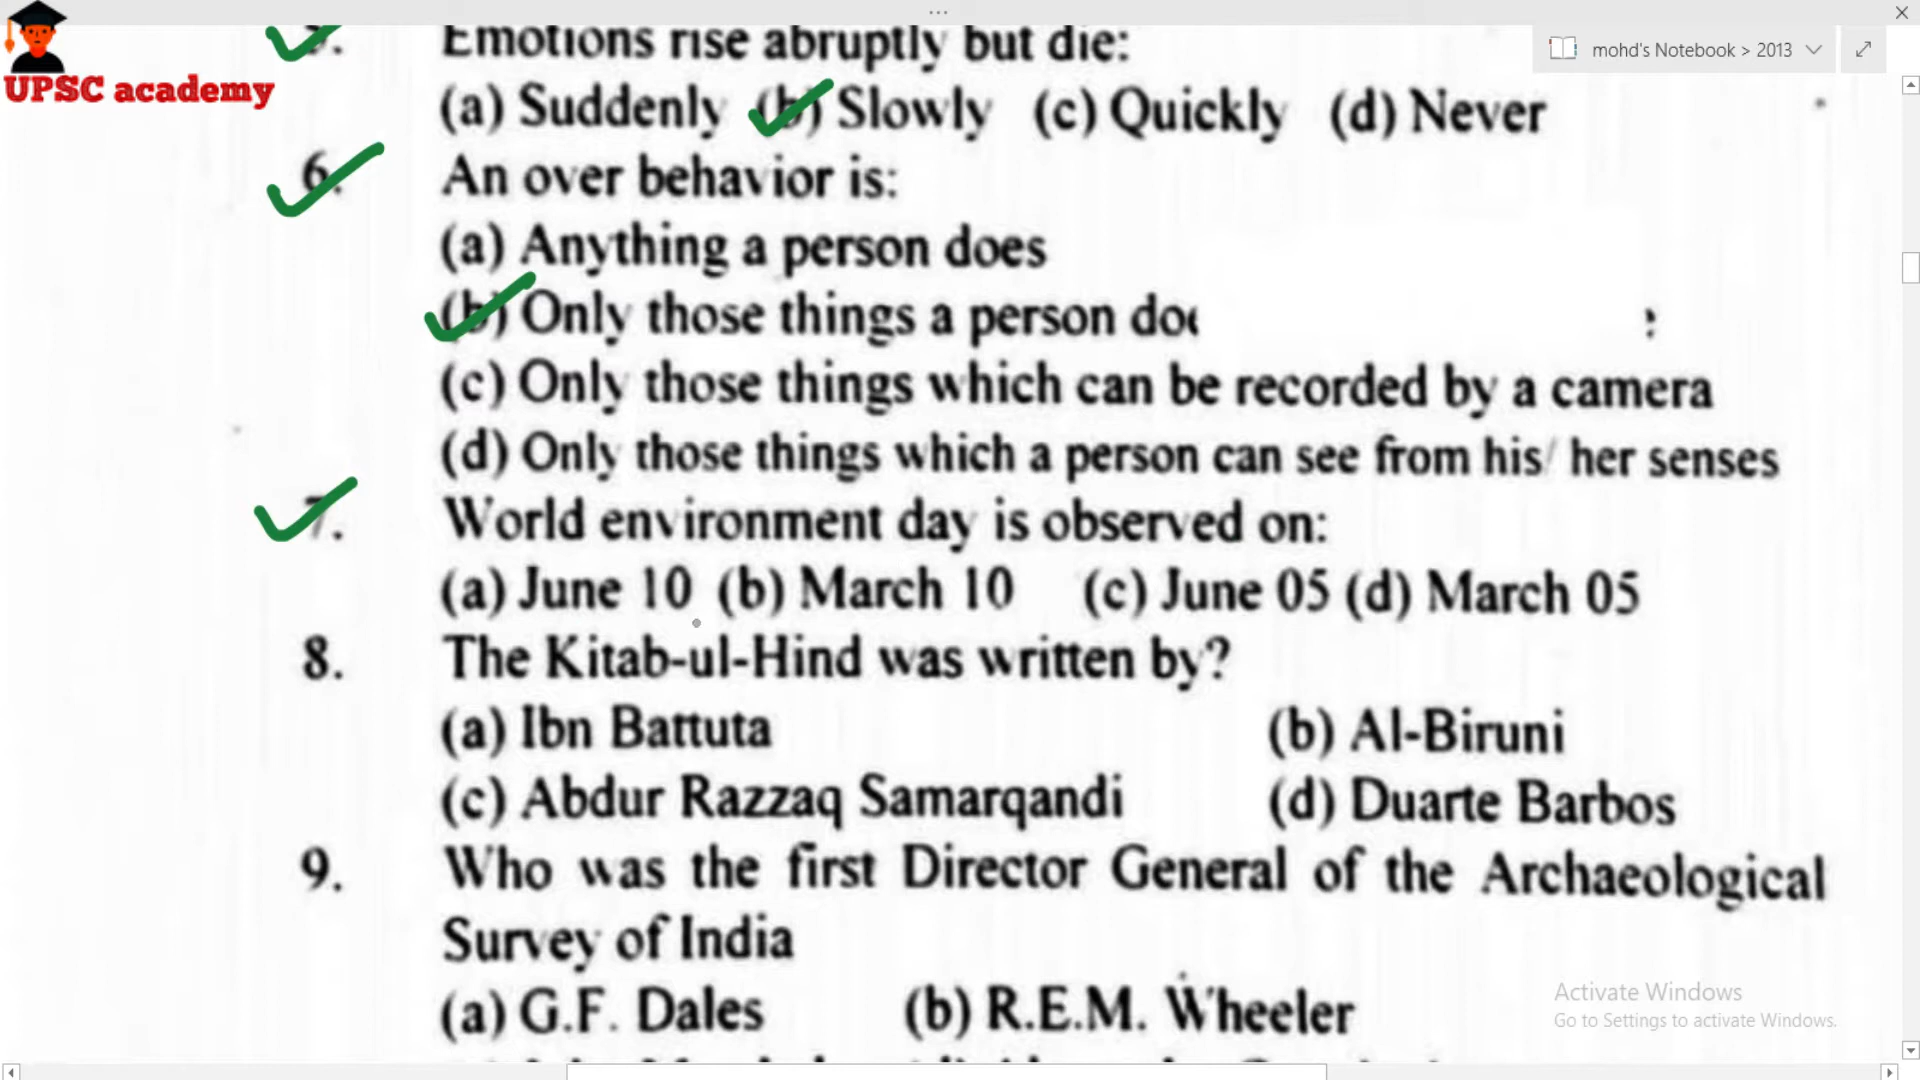 ...
mohd's Notebook > 2013
UPSC academy
Emotions rise abruptly but die:
(a) Suddenly (b) Slowly (c) Quickly (d) Never
6. An over behavior is:
(a) Anything a person does
(b) Only those things a person
(c) Only those things which can be recorded by a camera
(d) Only those things which a person can see from his/ her senses
7. World environment day is observed on:
(a) June 10 (b) March 10 (c) June 05 (d) March 05
8. The Kitab-ul-Hind was written by?
(a) Ibn Battuta (b) Al-Biruni
(c) Abdur Razzaq Samarqandi (d) Duarte Barbos
9. Who was the first Director General of the Archaeological
Survey of India
(a) G.F. Dales (b) R.E.M. Wheeler
Activate Windows
Go to Settings to activate Windows.